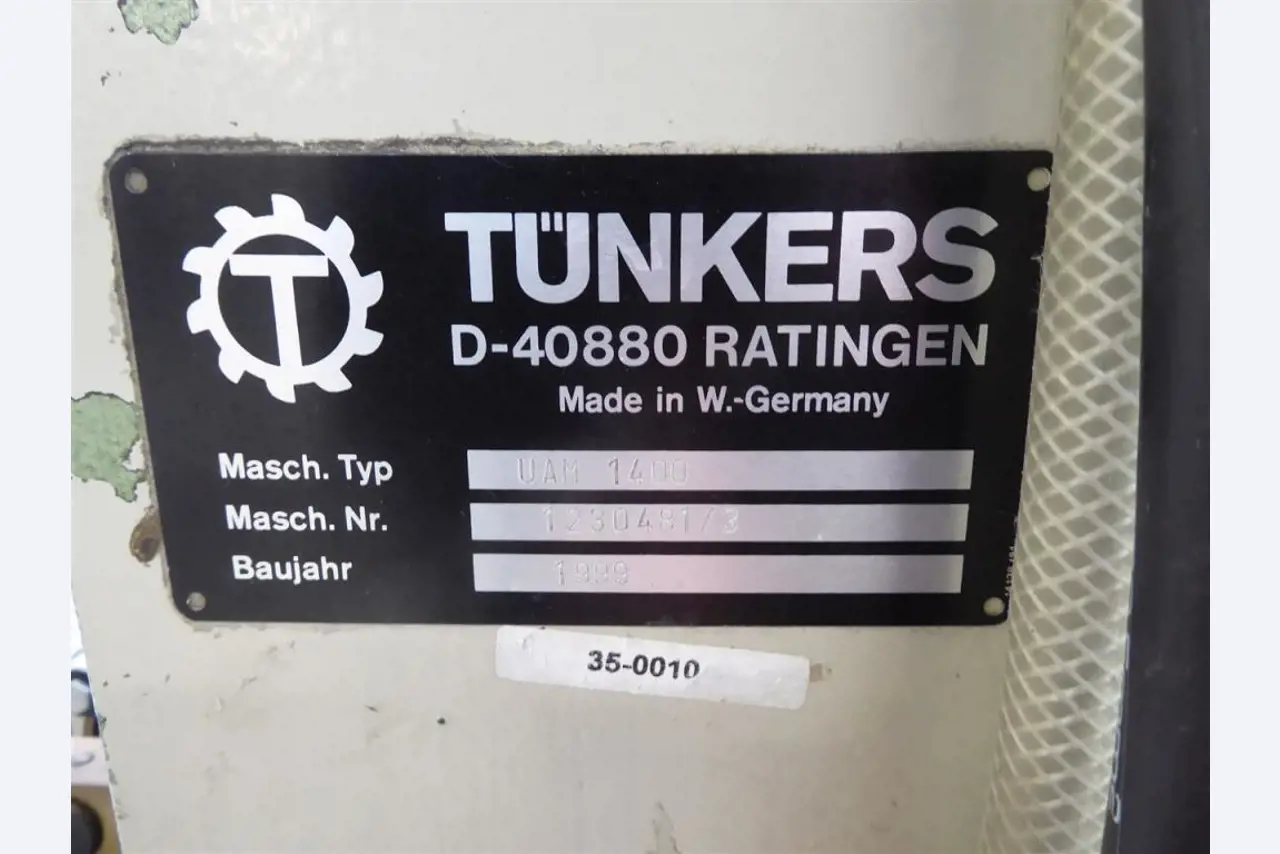 T
TÜNKERS
D-40880 RATINGEN
Made in W.-Germany
Masch. Typ UAM 1400
Masch. Nr. 1230481/3
Baujahr 1999
35-0010